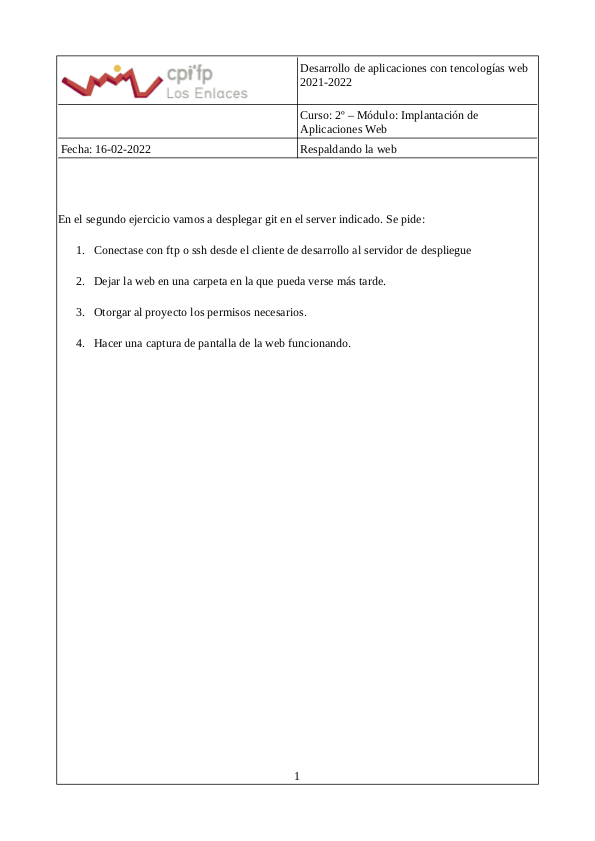 cpi'fp
Los Enlaces
Desarrollo de aplicaciones con tencologías web
2021-2022
Curso: 2º – Módulo: Implantación de
Aplicaciones Web
Fecha: 16-02-2022
Respaldando la web
En el segundo ejercicio vamos a desplegar git en el server indicado. Se pide:
1. Conectase con ftp o ssh desde el cliente de desarrollo al servidor de despliegue
2. Dejar la web en una carpeta en la que pueda verse más tarde.
3. Otorgar al proyecto los permisos necesarios.
4. Hacer una captura de pantalla de la web funcionando.
1